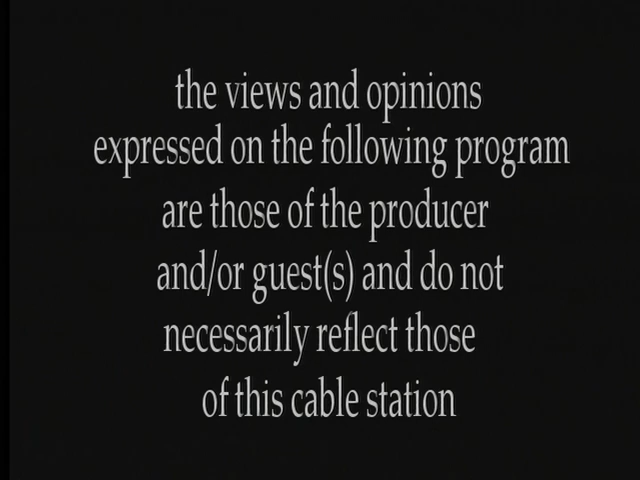 the views and opinions
expressed on the following program
are those of the producer
and/or guest(s) and do not
necessarily reflect those
of this cable station